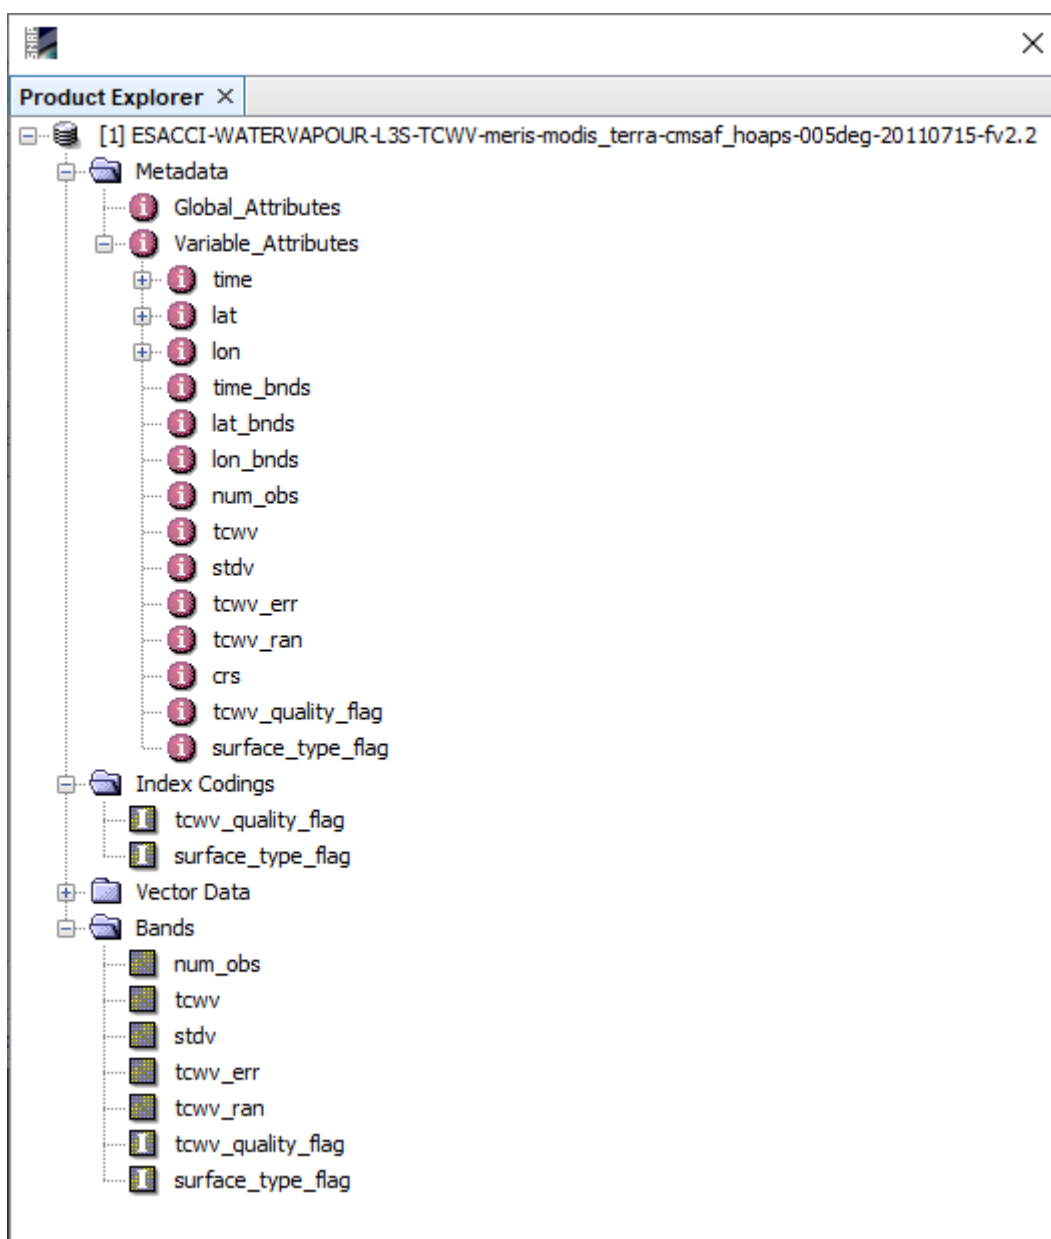 SNAP
Product Explorer ×
[1] ESACCI-WATERVAPOUR-L3S-TCWV-meris-modis_terra-cmsaf_hoaps-005deg-20110715-fv2.2
Metadata
Global_Attributes
Variable_Attributes
time
lat
lon
time_bnds
lat_bnds
lon_bnds
num_obs
tcwv
stdv
tcwv_err
tcwv_ran
crs
tcwv_quality_flag
surface_type_flag
Index Codings
tcwv_quality_flag
surface_type_flag
Vector Data
Bands
num_obs
tcwv
stdv
tcwv_err
tcwv_ran
tcwv_quality_flag
surface_type_flag